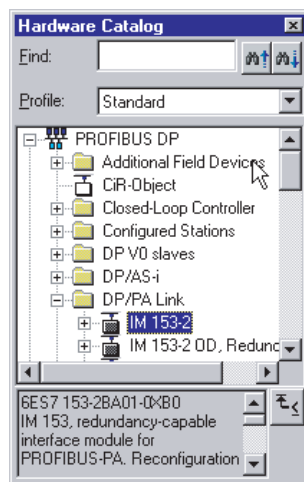 Hardware Catalog
Find:
Profile: Standard
PROFIBUS DP
Additional Field Devices
CiR-Object
Closed-Loop Controller
Configured Stations
DP V0 slaves
DP/AS-i
DP/PA Link
IM 153-2
IM 153-2 OD, Redunc
6ES7 153-2BA01-0XB0
IM 153, redundancy-capable
interface module for
PROFIBUS-PA. Reconfiguration